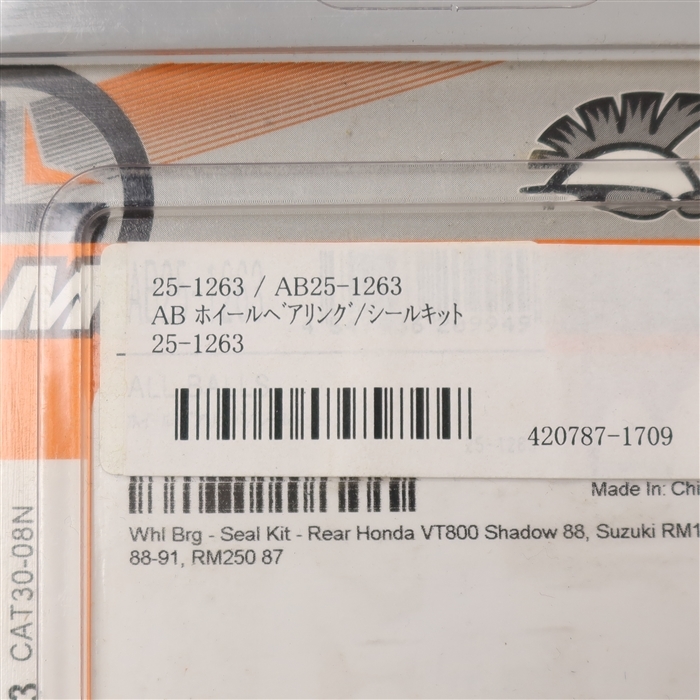 25-1263 / AB25-1263
AB ホイールベアリング/シールキット
25-1263
420787-1709
Made In: Chi
Whl Brg - Seal Kit - Rear Honda VT800 Shadow 88, Suzuki RM1
88-91, RM250 87
CAT30-08N